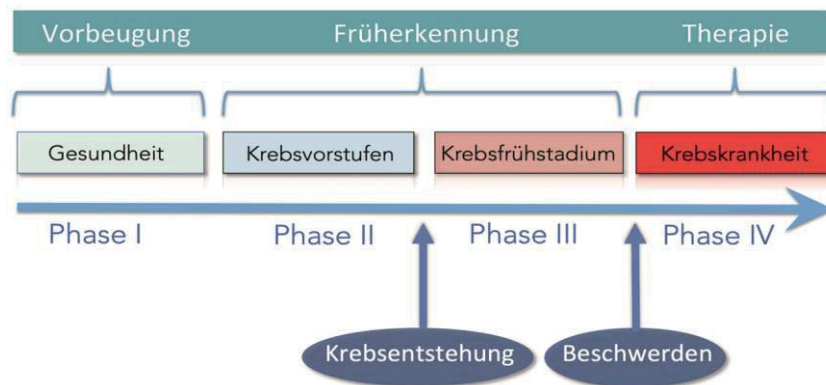 Vorbeugung Früherkennung Therapie
Gesundheit Krebsvorstufen Krebsfrühstadium Krebskrankheit
Phase I Phase II Phase III Phase IV
Krebsentstehung Beschwerden